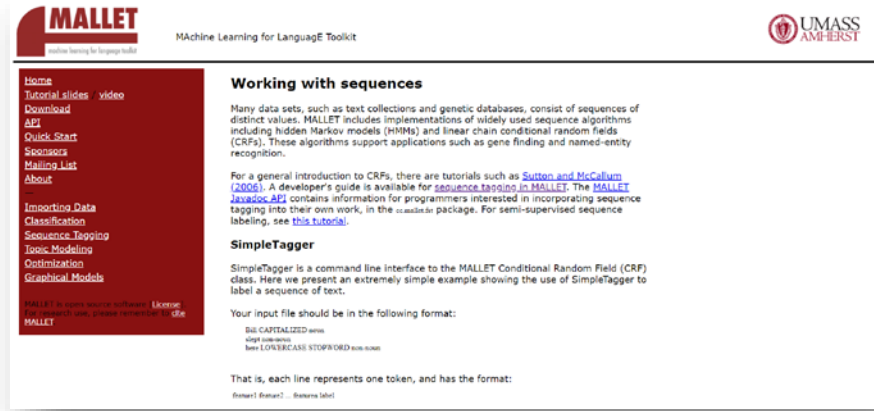 MALLET
machine learning for language toolkit
MAchine Learning for LanguagE Toolkit
UMASS
AMHERST
Home
Tutorial slides / video
Download
API
Quick Start
Sponsors
Mailing List
About
Importing Data
Classification
Sequence Tagging
Topic Modeling
Optimization
Graphical Models
MALLET is open source software [License].
For research use, please remember to cite
MALLET.
Working with sequences
Many data sets, such as text collections and genetic databases, consist of sequences of
distinct values. MALLET includes implementations of widely used sequence algorithms
including hidden Markov models (HMMs) and linear chain conditional random fields
(CRFs). These algorithms support applications such as gene finding and named-entity
recognition.
For a general introduction to CRFs, there are tutorials such as Sutton and McCallum
(2006). A developer's guide is available for sequence tagging in MALLET. The MALLET
Javadoc API contains information for programmers interested in incorporating sequence
tagging into their own work, in the cc.mallet.fst package. For semi-supervised sequence
labeling, see this tutorial.
SimpleTagger
SimpleTagger is a command line interface to the MALLET Conditional Random Field (CRF)
class. Here we present an extremely simple example showing the use of SimpleTagger to
label a sequence of text.
Your input file should be in the following format:
Bill CAPITALIZED noun
slept non-noun
here LOWERCASE STOPWORD non-noun
That is, each line represents one token, and has the format:
feature1 feature2 ... featuren label